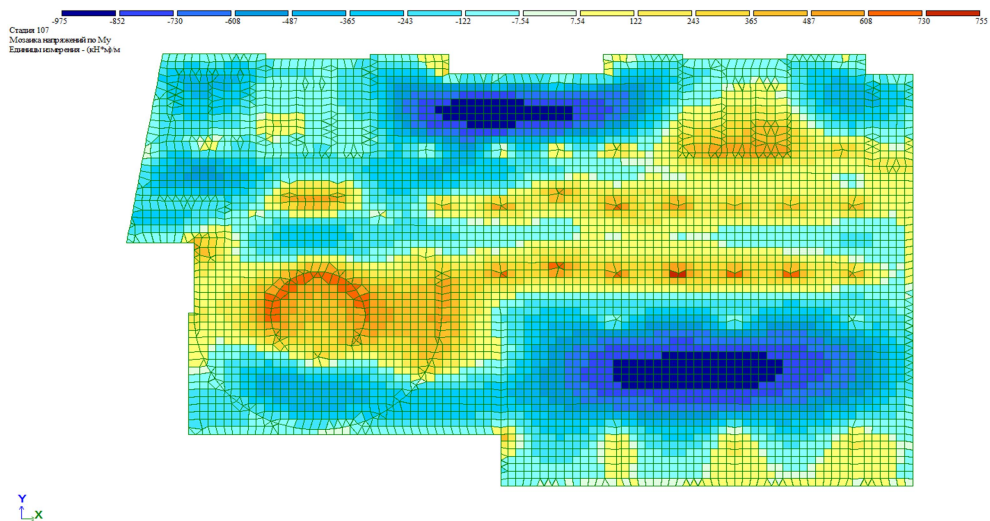 -975 -852 -730 -608 -487 -365 -243 -122 -7.54 7.54 122 243 365 487 608 730 755
Стадия 107
Мозаика напряжений по My
Единицы измерения - (кН*м)/м
Y
X